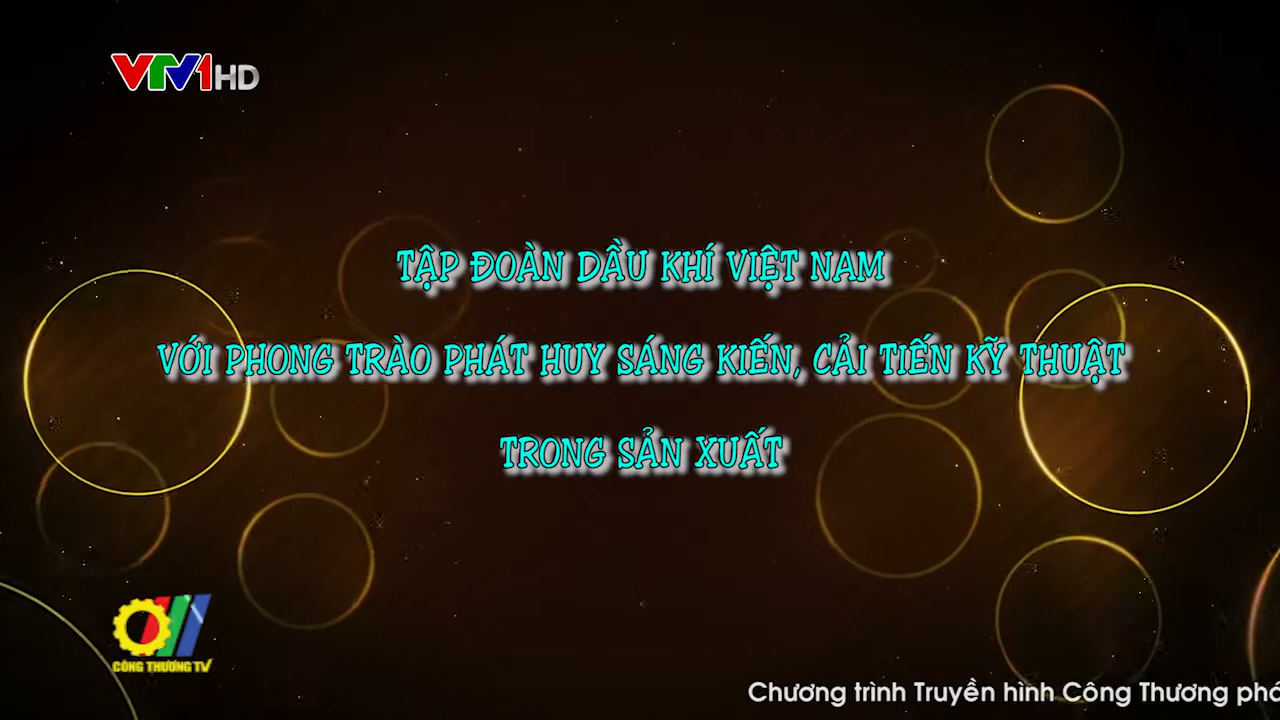 VTV1HD
TẬP ĐOÀN DẦU KHÍ VIỆT NAM
VỚI PHONG TRÀO PHÁT HUY SÁNG KIẾN, CẢI TIẾN KỸ THUẬT
TRONG SẢN XUẤT
CÔNG THƯƠNG TV
Chương trình Truyền hình Công Thương phá